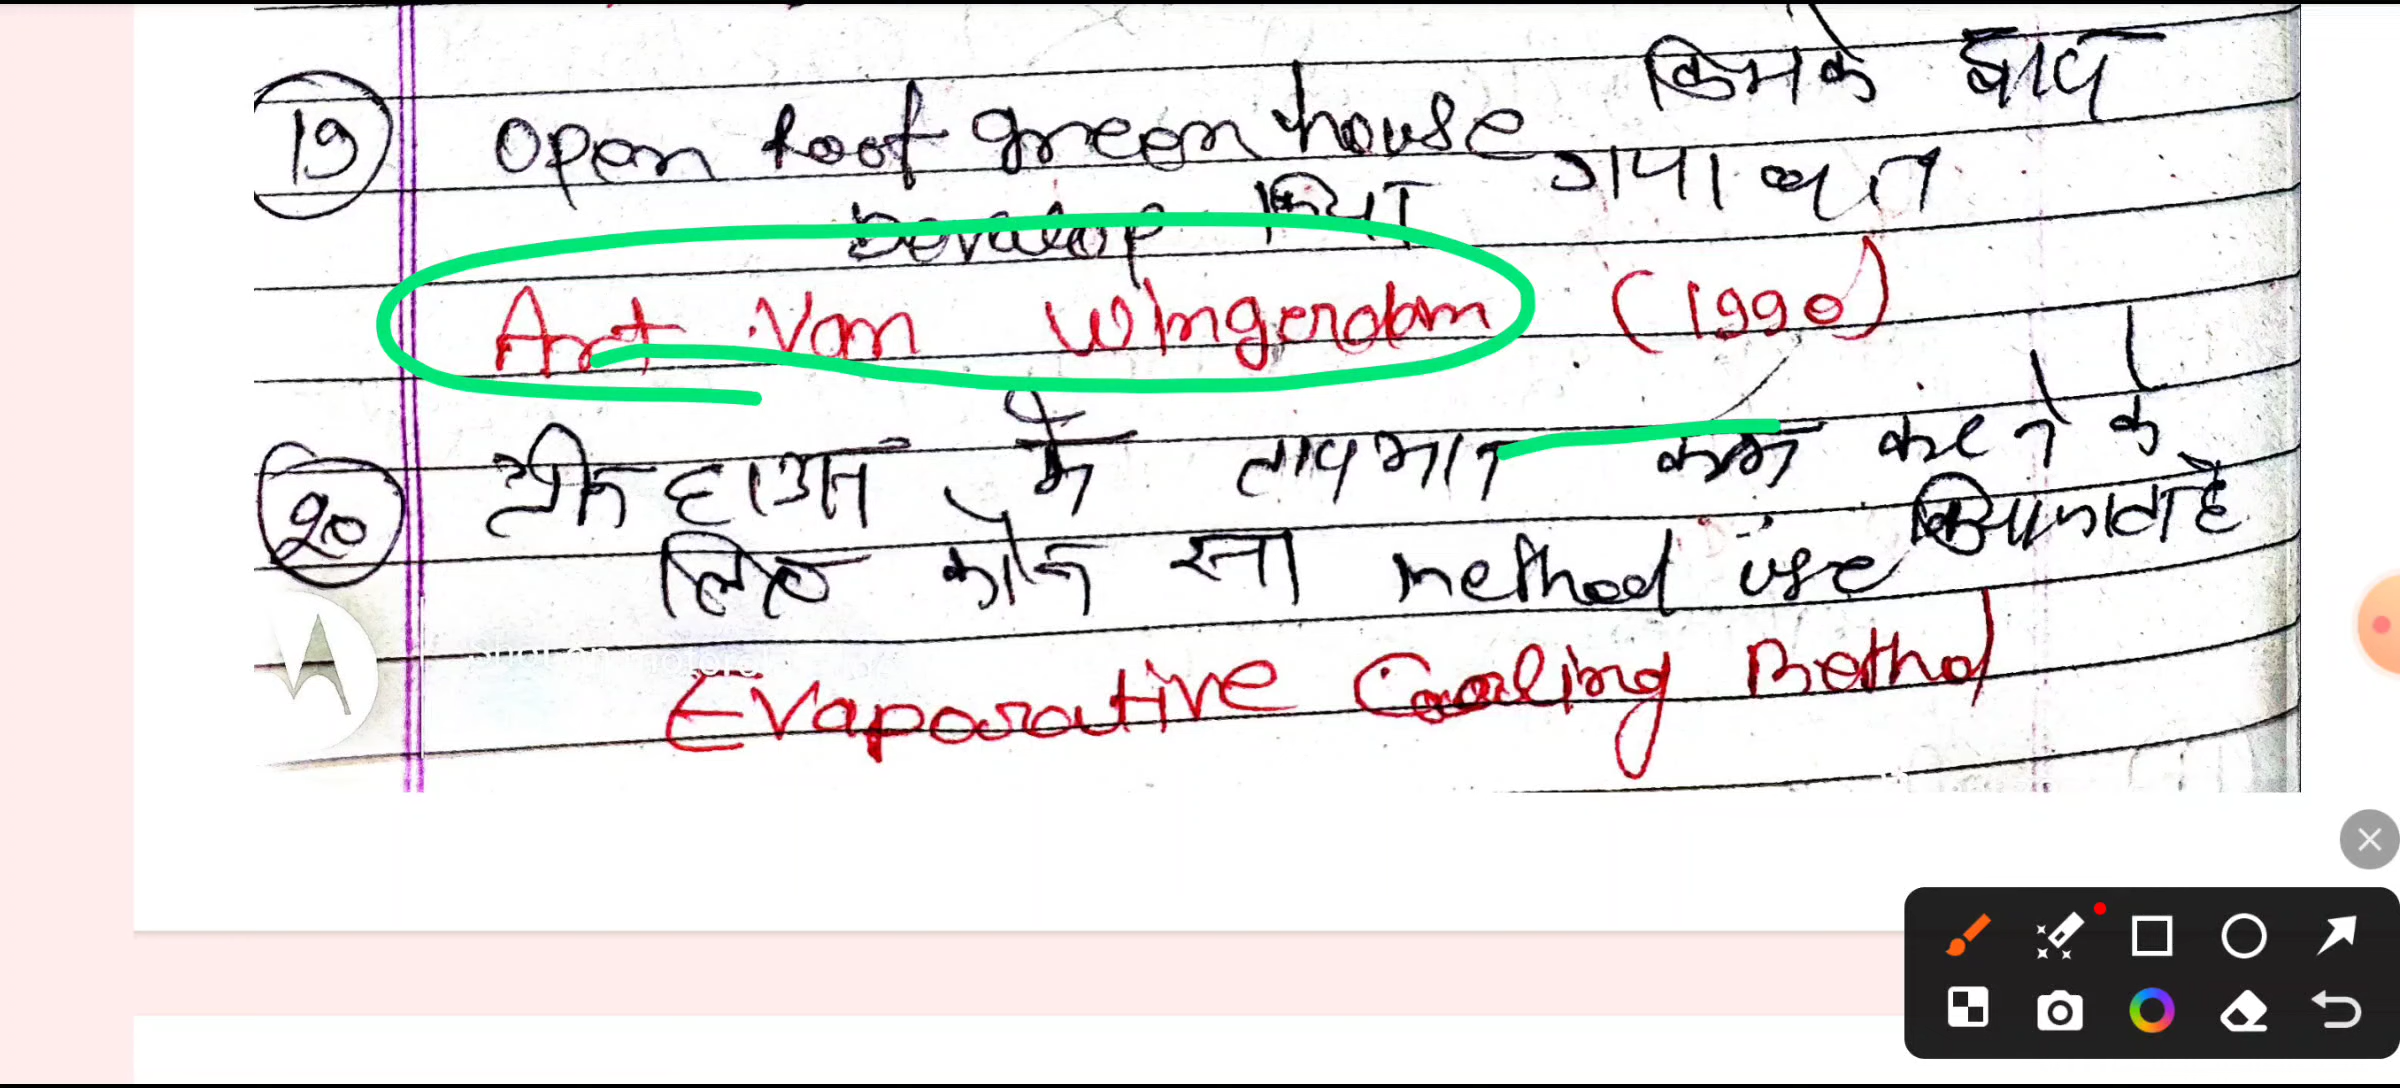 19 Open Roof green house किसके द्वारा
Develop किया गया था
Art Van Wingerdam (1990)
20 ग्रीन हाउस के तापमान कम करने के
लिए कौन सा method use किया जाता है
Evaporative Cooling Method